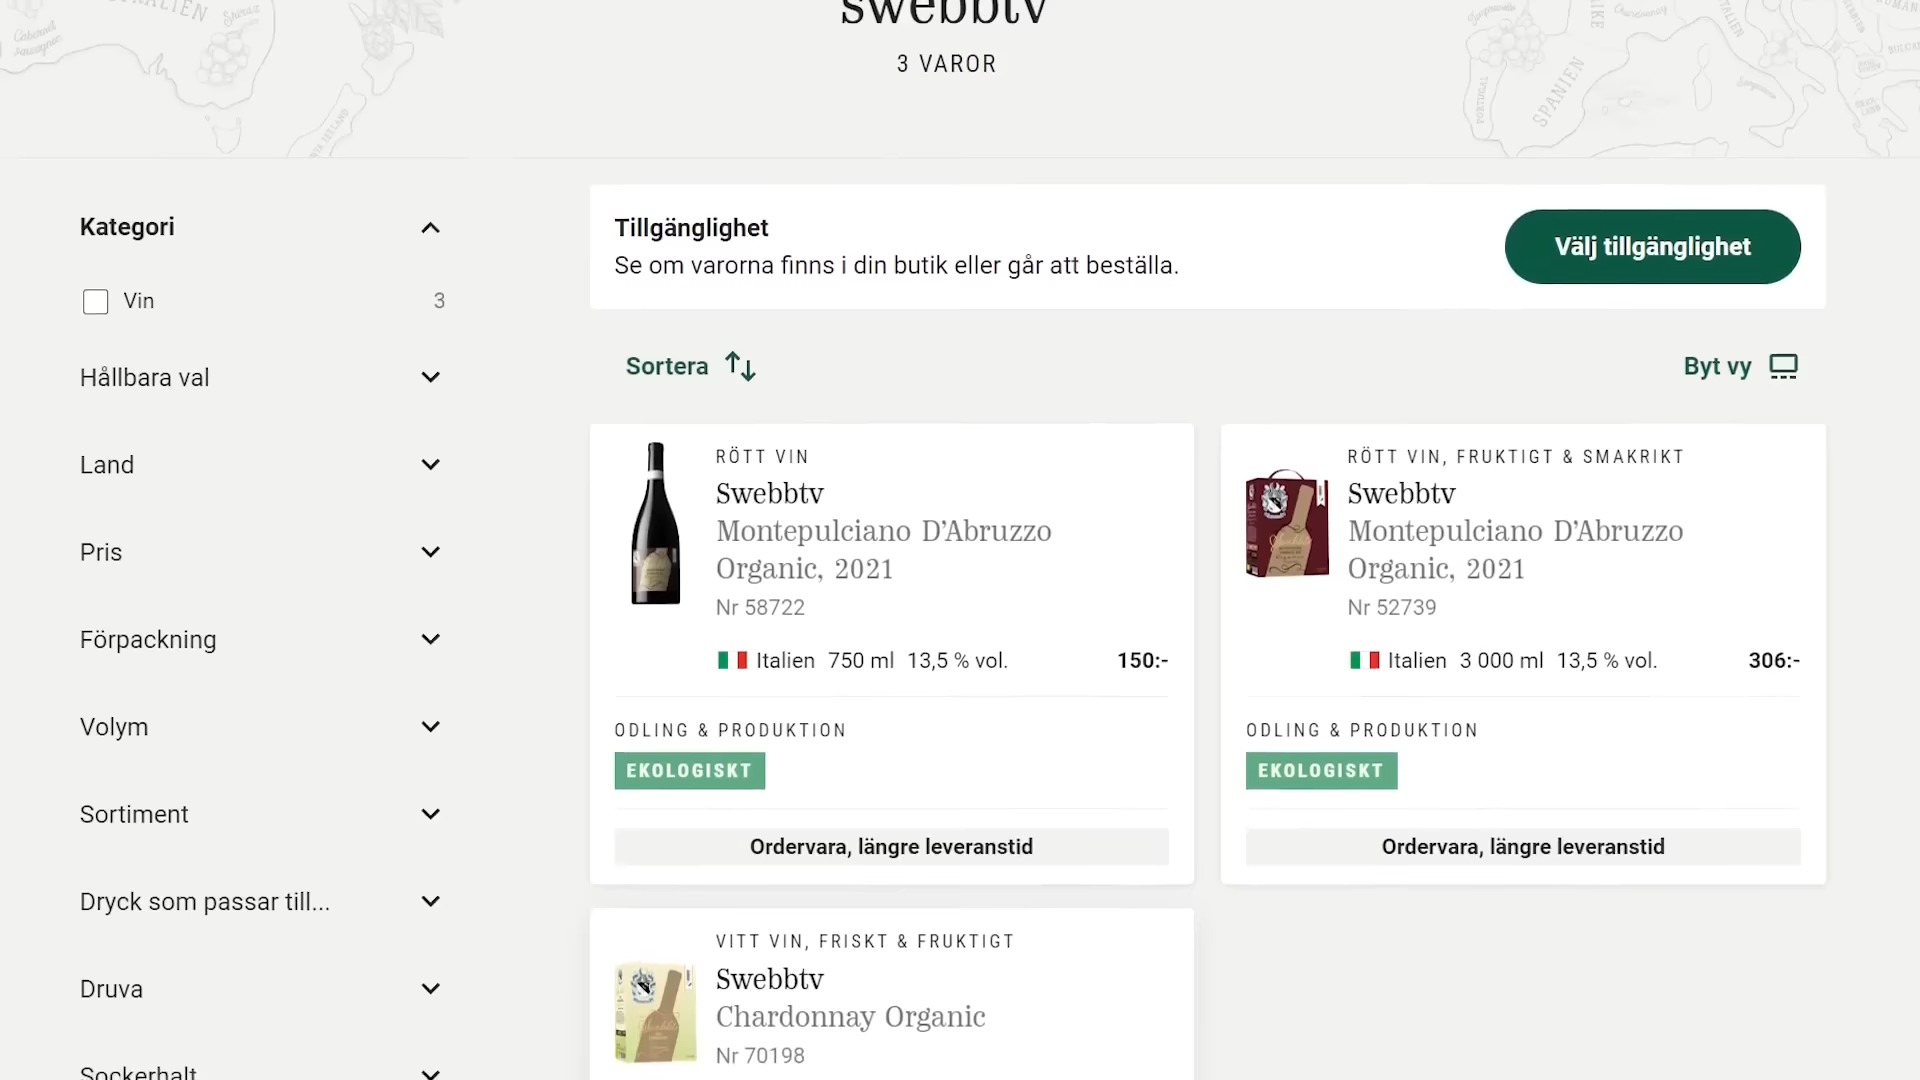 swebbtv
3 VAROR
SPANIEN
PORTUGAL
Kategori
Vin 3
Hållbara val
Land
Pris
Förpackning
Volym
Sortiment
Dryck som passar till...
Druva
Sockerhalt
Tillgänglighet
Se om varorna finns i din butik eller går att beställa.
Välj tillgänglighet
Sortera
Byt vy
RÖTT VIN
Swebbtv
Montepulciano D’Abruzzo
Organic, 2021
Nr 58722
Italien 750 ml 13,5 % vol. 150:-
ODLING & PRODUKTION
EKOLOGISKT
Ordervara, längre leveranstid
RÖTT VIN, FRUKTIGT & SMAKRIKT
Swebbtv
Montepulciano D’Abruzzo
Organic, 2021
Nr 52739
Italien 3 000 ml 13,5 % vol. 306:-
ODLING & PRODUKTION
EKOLOGISKT
Ordervara, längre leveranstid
VITT VIN, FRISKT & FRUKTIGT
Swebbtv
Chardonnay Organic
Nr 70198